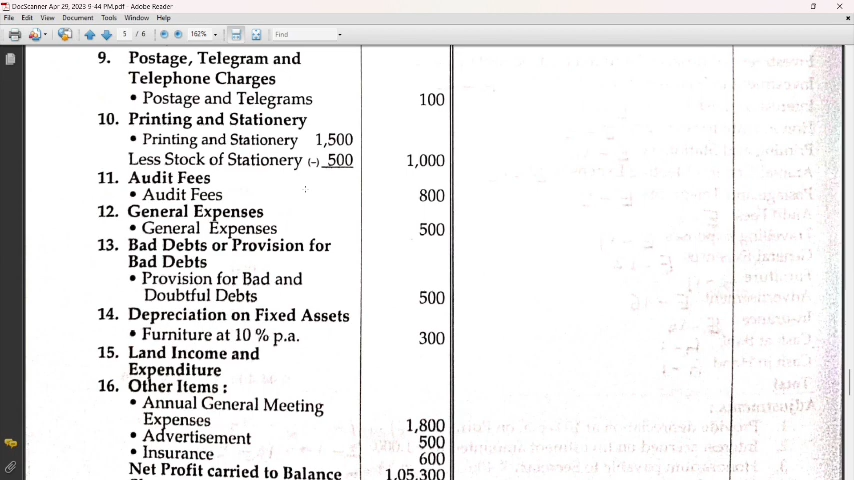 DocScanner Apr 29, 2023 9-44 PM.pdf - Adobe Reader
File Edit View Document Tools Window Help
5 / 6 162% Find
9. Postage, Telegram and
Telephone Charges
• Postage and Telegrams 100
10. Printing and Stationery
• Printing and Stationery 1,500
Less Stock of Stationery (–) 500 1,000
11. Audit Fees
• Audit Fees 800
12. General Expenses
• General Expenses 500
13. Bad Debts or Provision for
Bad Debts
• Provision for Bad and
Doubtful Debts 500
14. Depreciation on Fixed Assets
• Furniture at 10 % p.a. 300
15. Land Income and
Expenditure
16. Other Items :
• Annual General Meeting
Expenses 1,800
• Advertisement 500
• Insurance 600
Net Profit carried to Balance 1,05,300